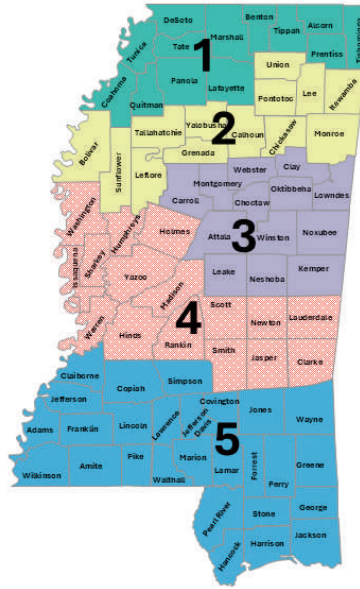 DeSoto
Benton
Alcorn
Tippah
Tishomingo
Tunica
Marshall
Tate
1
Prentiss
Union
Coahoma
Panola
Lafayette
Lee
Itawamba
Quitman
Pontotoc
Yalobusha
Tallahatchie
2
Calhoun
Chickasaw
Monroe
Bolivar
Sunflower
Grenada
Leflore
Clay
Webster
Montgomery
Oktibbeha
Carroll
Choctaw
Lowndes
Washington
Humphreys
Holmes
Attala
3
Winston
Noxubee
Issaquena
Sharkey
Yazoo
Leake
Neshoba
Kemper
Madison
Scott
Warren
4
Newton
Lauderdale
Hinds
Rankin
Smith
Jasper
Clarke
Claiborne
Copiah
Simpson
Jefferson
Covington
Jones
Wayne
Adams
Franklin
Lincoln
Lawrence
Jefferson
Davis
5
Wilkinson
Amite
Pike
Walthall
Marion
Lamar
Forrest
Perry
Greene
Pearl River
Stone
George
Hancock
Harrison
Jackson